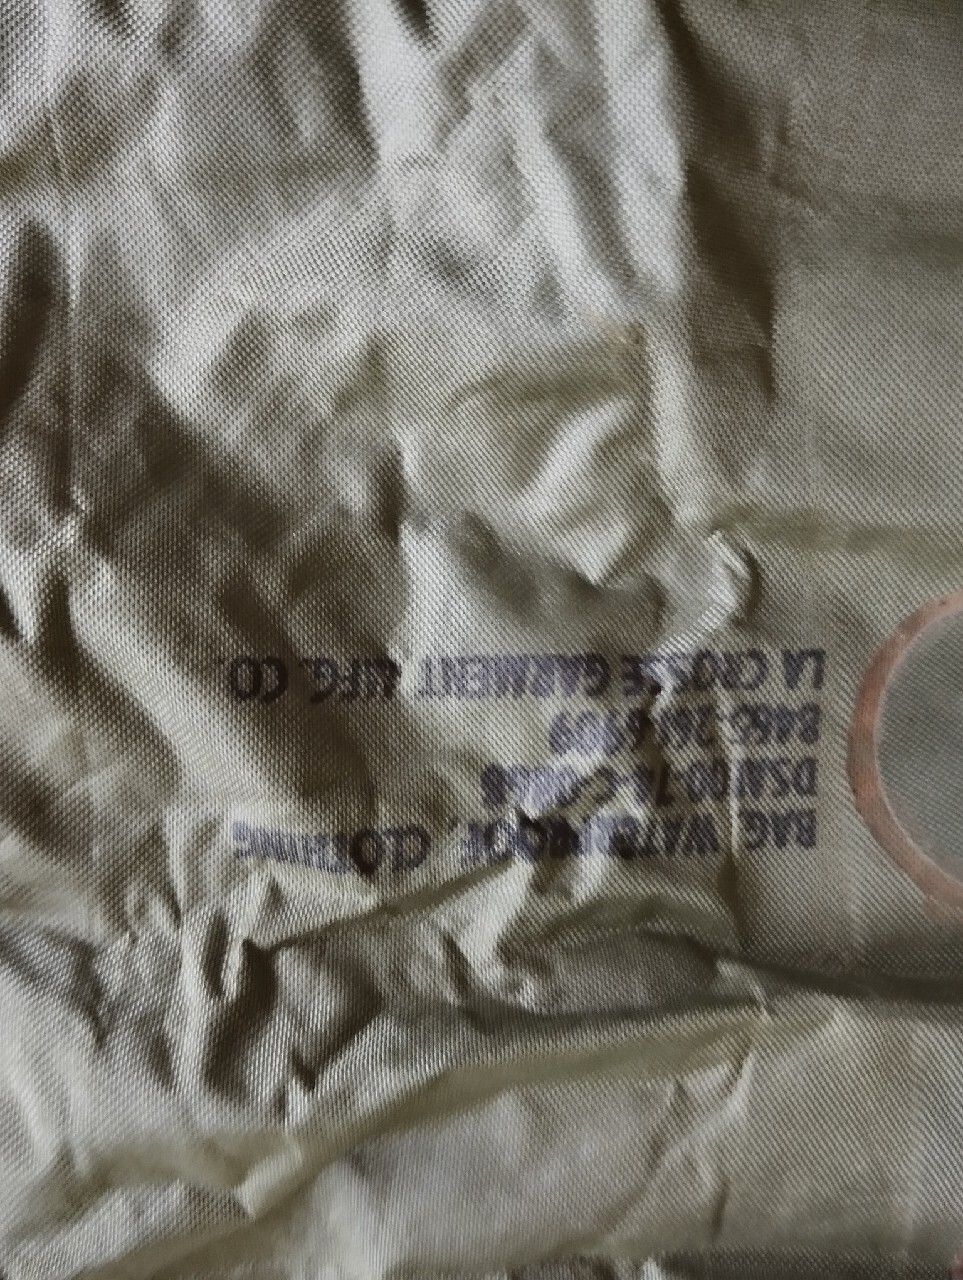 BAG, WATERPROOF, CLOTHING
8465-261-6909
LA CROSSE GARMENT MFG. CO.